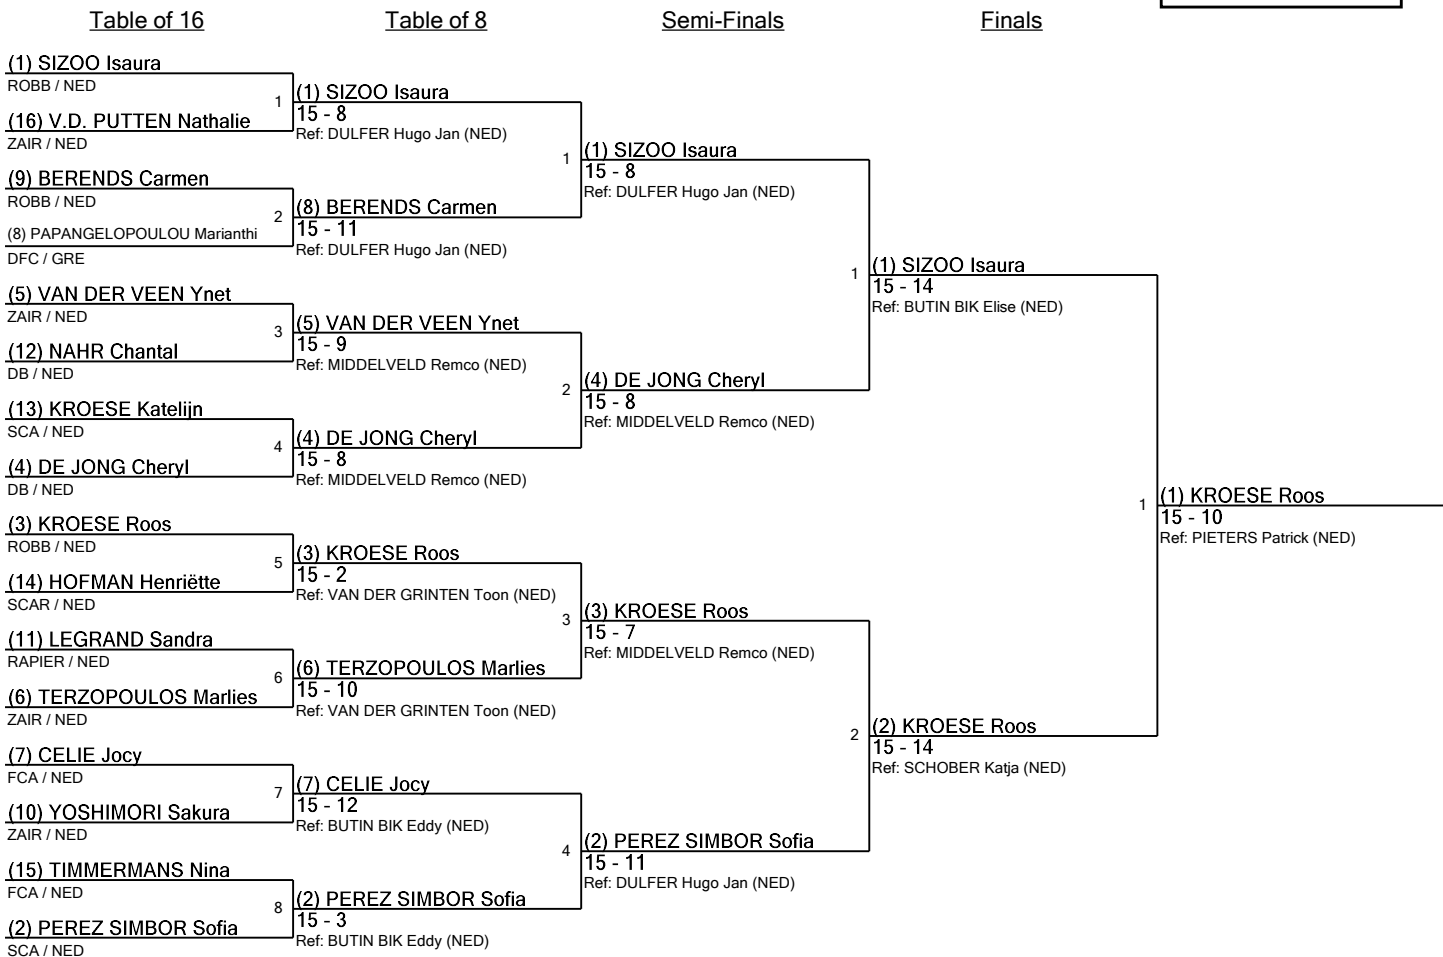 Table of 16
Table of 8
Semi-Finals
Finals
(1) SIZOO Isaura
ROBB / NED
(16) V.D. PUTTEN Nathalie
ZAIR / NED
(9) BERENDS Carmen
ROBB / NED
(8) PAPANGELOPOULOU Marianthi
DFC / GRE
(5) VAN DER VEEN Ynet
ZAIR / NED
(12) NAHR Chantal
DB / NED
(13) KROESE Katelijn
SCA / NED
(4) DE JONG Cheryl
DB / NED
(3) KROESE Roos
ROBB / NED
(14) HOFMAN Henriëtte
SCAR / NED
(11) LEGRAND Sandra
RAPIER / NED
(6) TERZOPOULOS Marlies
ZAIR / NED
(7) CELIE Jocy
FCA / NED
(10) YOSHIMORI Sakura
ZAIR / NED
(15) TIMMERMANS Nina
FCA / NED
(2) PEREZ SIMBOR Sofia
SCA / NED
1
(1) SIZOO Isaura
15 - 8
Ref: DULFER Hugo Jan (NED)
2
(8) BERENDS Carmen
15 - 11
Ref: DULFER Hugo Jan (NED)
3
(5) VAN DER VEEN Ynet
15 - 9
Ref: MIDDELVELD Remco (NED)
4
(4) DE JONG Cheryl
15 - 8
Ref: MIDDELVELD Remco (NED)
5
(3) KROESE Roos
15 - 2
Ref: VAN DER GRINTEN Toon (NED)
6
(6) TERZOPOULOS Marlies
15 - 10
Ref: VAN DER GRINTEN Toon (NED)
7
(7) CELIE Jocy
15 - 12
Ref: BUTIN BIK Eddy (NED)
8
(2) PEREZ SIMBOR Sofia
15 - 3
Ref: BUTIN BIK Eddy (NED)
1
(1) SIZOO Isaura
15 - 8
Ref: DULFER Hugo Jan (NED)
2
(4) DE JONG Cheryl
15 - 8
Ref: MIDDELVELD Remco (NED)
3
(3) KROESE Roos
15 - 7
Ref: MIDDELVELD Remco (NED)
4
(2) PEREZ SIMBOR Sofia
15 - 11
Ref: DULFER Hugo Jan (NED)
1
(1) SIZOO Isaura
15 - 14
Ref: BUTIN BIK Elise (NED)
2
(2) KROESE Roos
15 - 14
Ref: SCHOBER Katja (NED)
1
(1) KROESE Roos
15 - 10
Ref: PIETERS Patrick (NED)